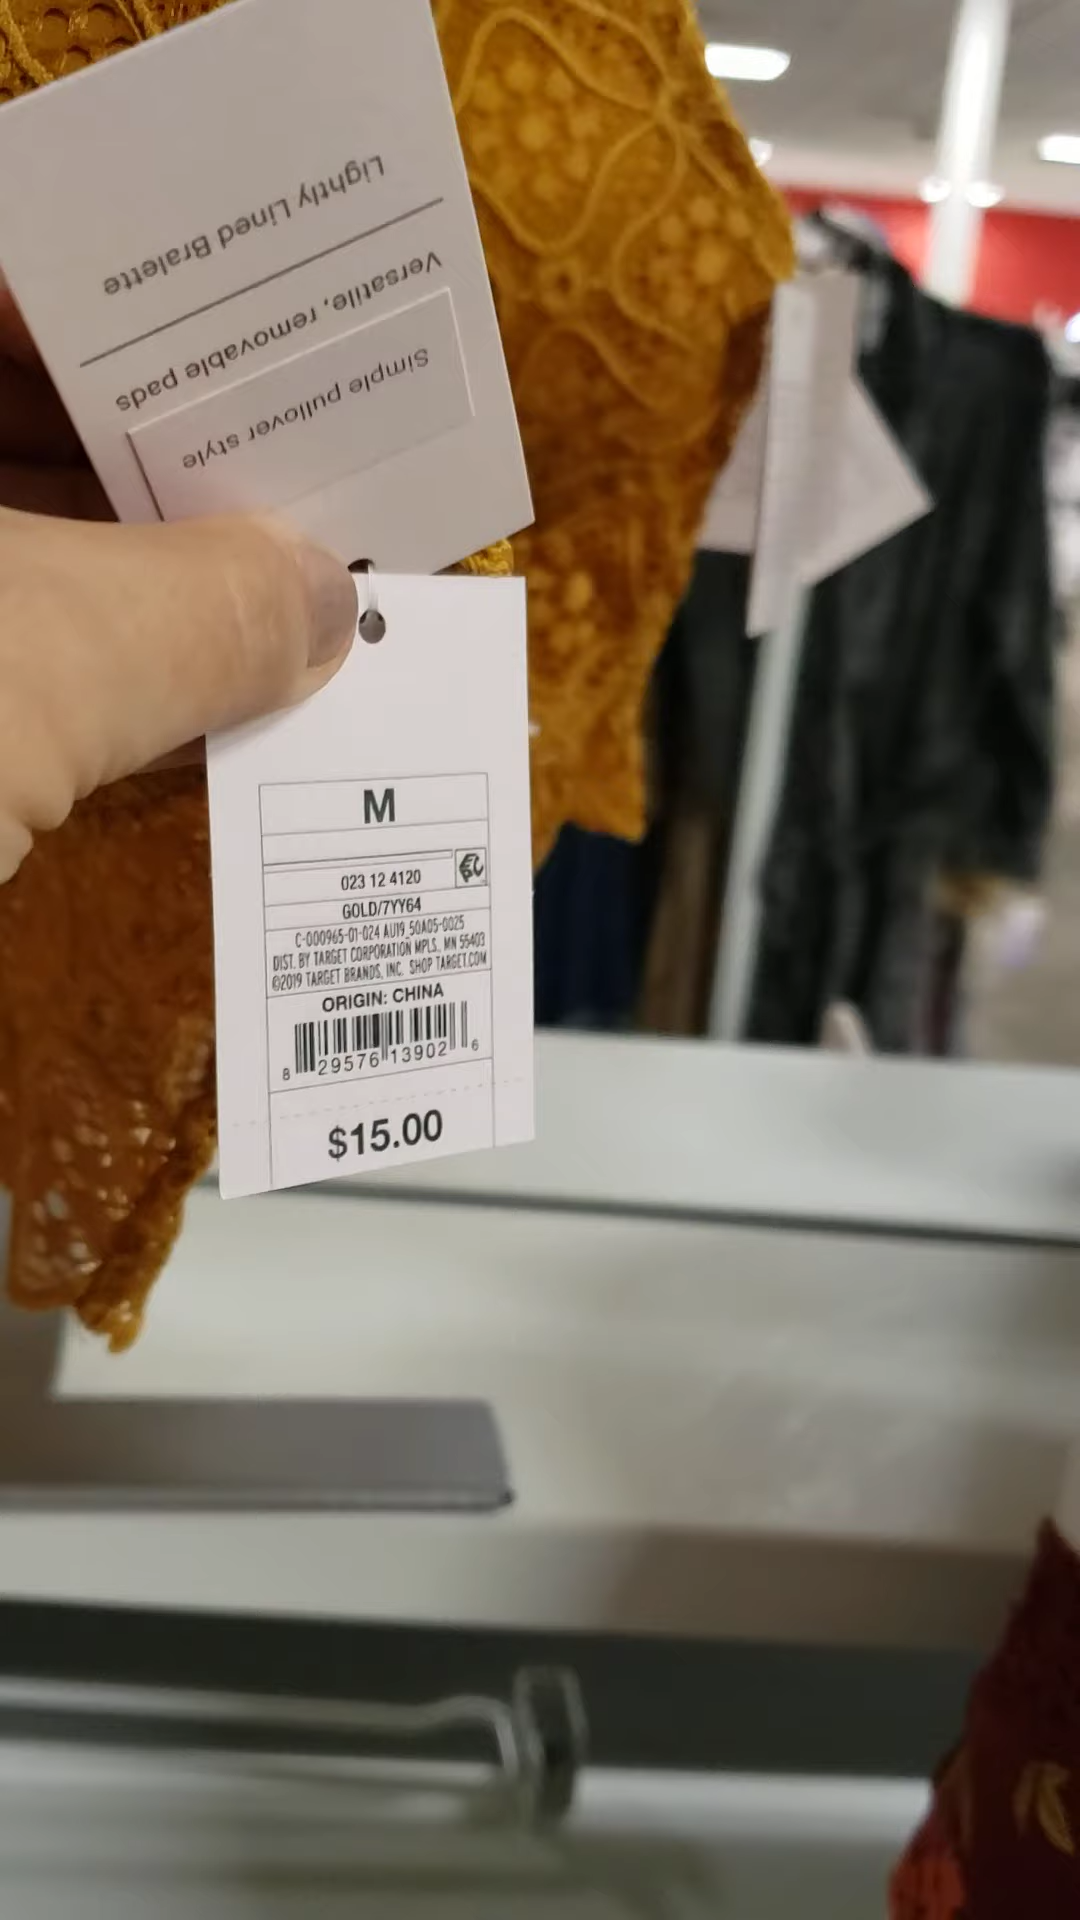 Lightly Lined Bralette
Versatile, removable pads
Simple pullover style
M
023 12 4120
GOLD/7YY64
C-000965-01-024 AU19_50A05-0025
DIST. BY TARGET CORPORATION MPLS., MN 55403
©2019 TARGET BRANDS, INC. SHOP TARGET.COM
ORIGIN: CHINA
8 29576 13902 6
$15.00